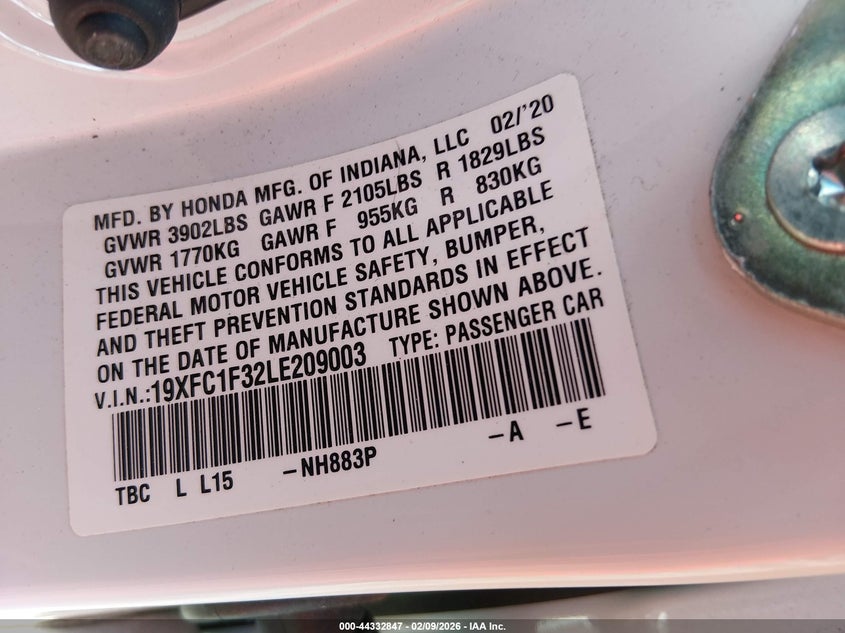 MFD. BY HONDA MFG. OF INDIANA, LLC 02/'20
GVWR 3902LBS GAWR F 2105LBS R 1829LBS
GVWR 1770KG GAWR F 955KG R 830KG
THIS VEHICLE CONFORMS TO ALL APPLICABLE
FEDERAL MOTOR VEHICLE SAFETY, BUMPER,
AND THEFT PREVENTION STANDARDS IN EFFECT
ON THE DATE OF MANUFACTURE SHOWN ABOVE.
V.I.N.:19XFC1F32LE209003 TYPE: PASSENGER CAR
TBC L L15 -NH883P -A -E
000-44332847 - 02/09/2026 - IAA Inc.